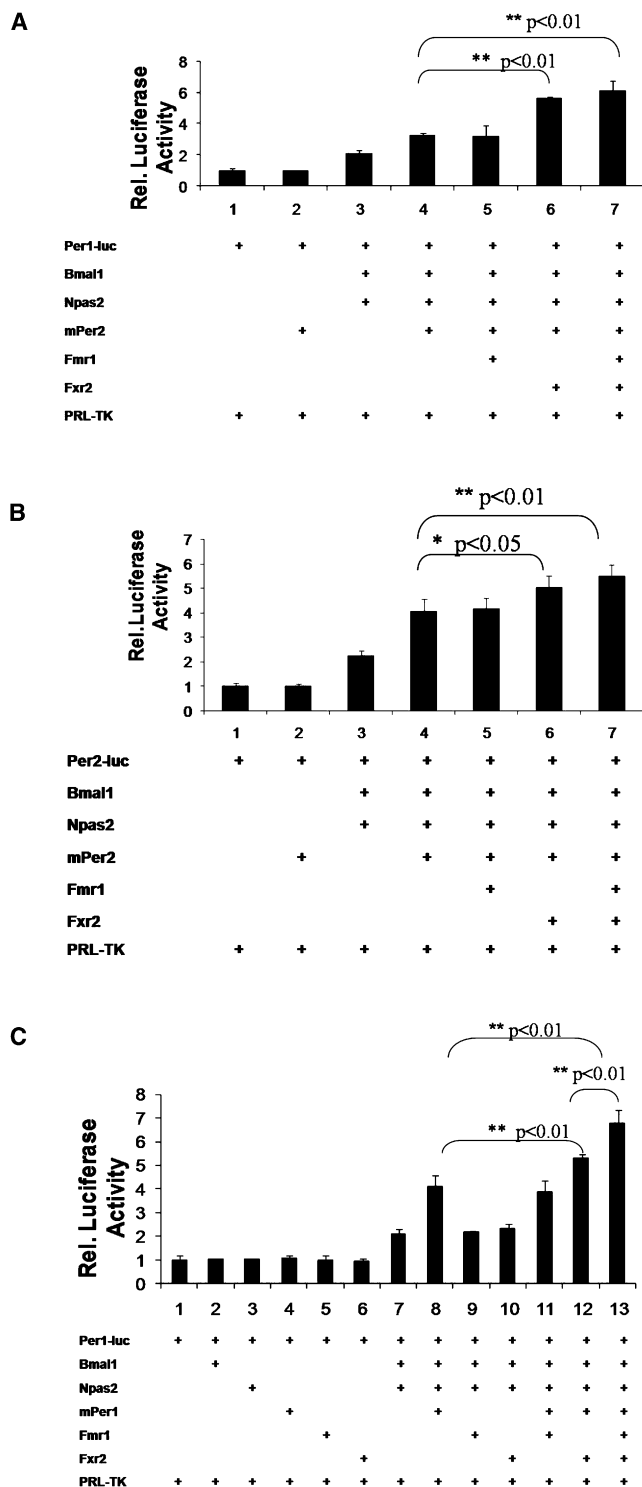 A
** p<0.01
** p<0.01
Rel. Luciferase
Activity
8
6
4
2
0
1 2 3 4 5 6 7
Per1-luc + + + + + + +
Bmal1 + + + + +
Npas2 + + + + +
mPer2 + + + + +
Fmr1 + +
Fxr2 + +
PRL-TK + + + + + + +
B
** p<0.01
* p<0.05
Rel.Luciferase
Activity
7
6
5
4
3
2
1
0
1 2 3 4 5 6 7
Per2-luc + + + + + + +
Bmal1 + + + + +
Npas2 + + + + +
mPer2 + + + + +
Fmr1 + +
Fxr2 + +
PRL-TK + + + + + + +
C
** p<0.01
** p<0.01
** p<0.01
Rel. Luciferase
Activity
8
7
6
5
4
3
2
1
0
1 2 3 4 5 6 7 8 9 10 11 12 13
Per1-luc + + + + + + + + + + + + +
Bmal1 + + + + + + + +
Npas2 + + + + + + + +
mPer1 + + + + +
Fmr1 + + + +
Fxr2 + + + +
PRL-TK + + + + + + + + + + + + +